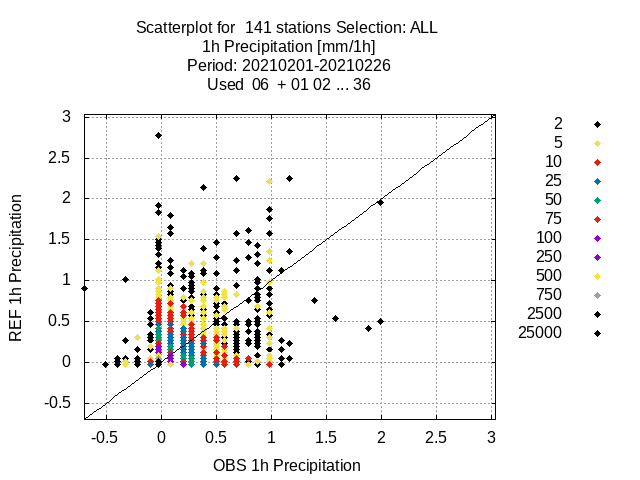 Scatterplot for  141 stations Selection: ALL
1h Precipitation [mm/1h]
Period: 20210201-20210226
Used  06  + 01 02 ... 36
3
2.5
2
1.5
1
0.5
0
-0.5
REF 1h Precipitation
-0.5 0 0.5 1 1.5 2 2.5 3
OBS 1h Precipitation
2
5
10
25
50
75
100
250
500
750
2500
25000